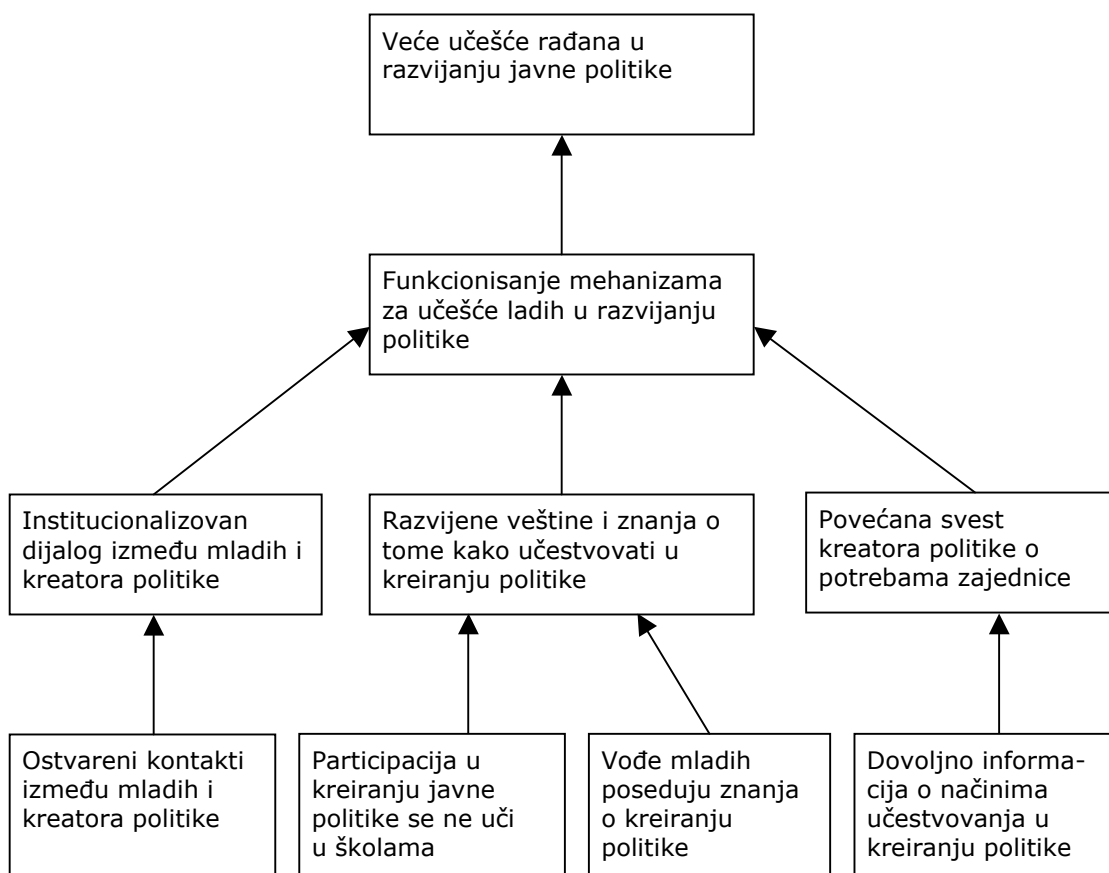 Veće učešće rađana u
razvijanju javne politike
Funkcionisanje mehanizama
za učešće ladih u razvijanju
politike
Institucionalizovan
dijalog između mladih i
kreatora politike
Razvijene veštine i znanja o
tome kako učestvovati u
kreiranju politike
Povećana svest
kreatora politike o
potrebama zajednice
Ostvareni kontakti
između mladih i
kreatora politike
Participacija u
kreiranju javne
politike se ne uči
u školama
Vođe mladih
poseduju znanja
o kreiranju
politike
Dovoljno informa-
cija o načinima
učestvovanja u
kreiranju politike